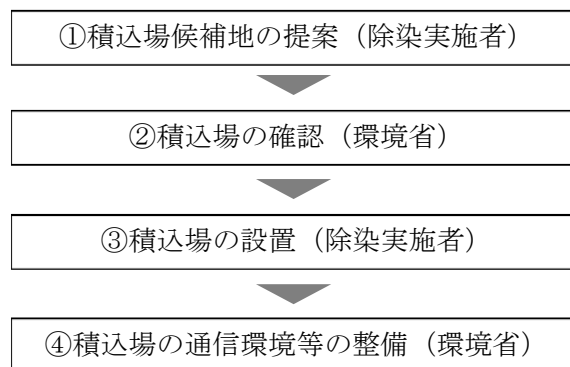 ①積込場候補地の提案（除染実施者）
②積込場の確認（環境省）
③積込場の設置（除染実施者）
④積込場の通信環境等の整備（環境省）